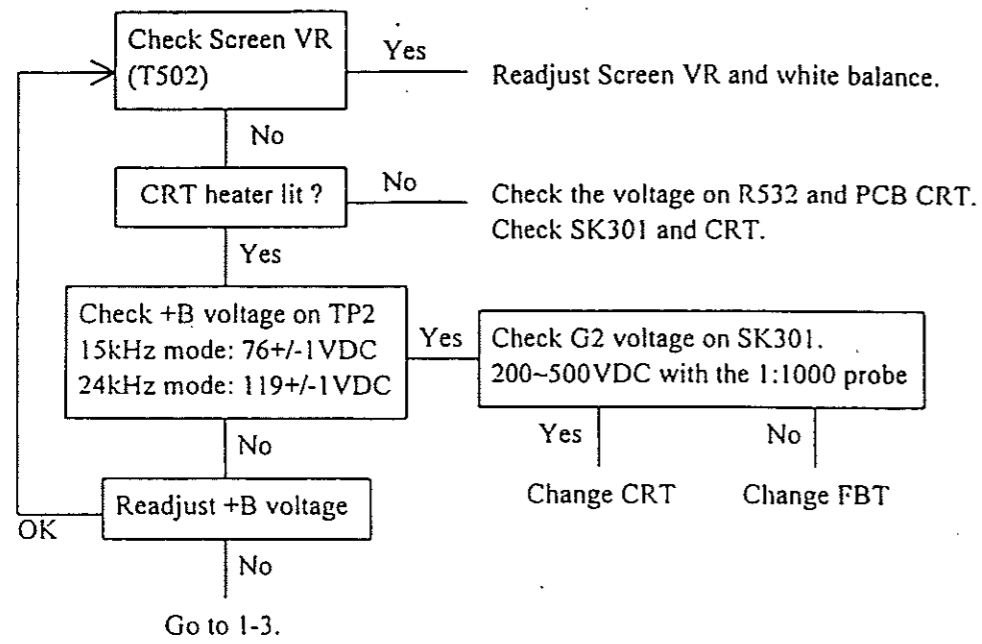 Check Screen VR
(T502)
Yes
Readjust Screen VR and white balance.
No
CRT heater lit ?
No
Check the voltage on R532 and PCB CRT.
Check SK301 and CRT.
Yes
Check +B voltage on TP2
15kHz mode: 76+/-1VDC
24kHz mode: 119+/-1VDC
Yes
Check G2 voltage on SK301.
200~500VDC with the 1:1000 probe
Yes
No
Change CRT
Change FBT
No
Readjust +B voltage
OK
No
Go to 1-3.